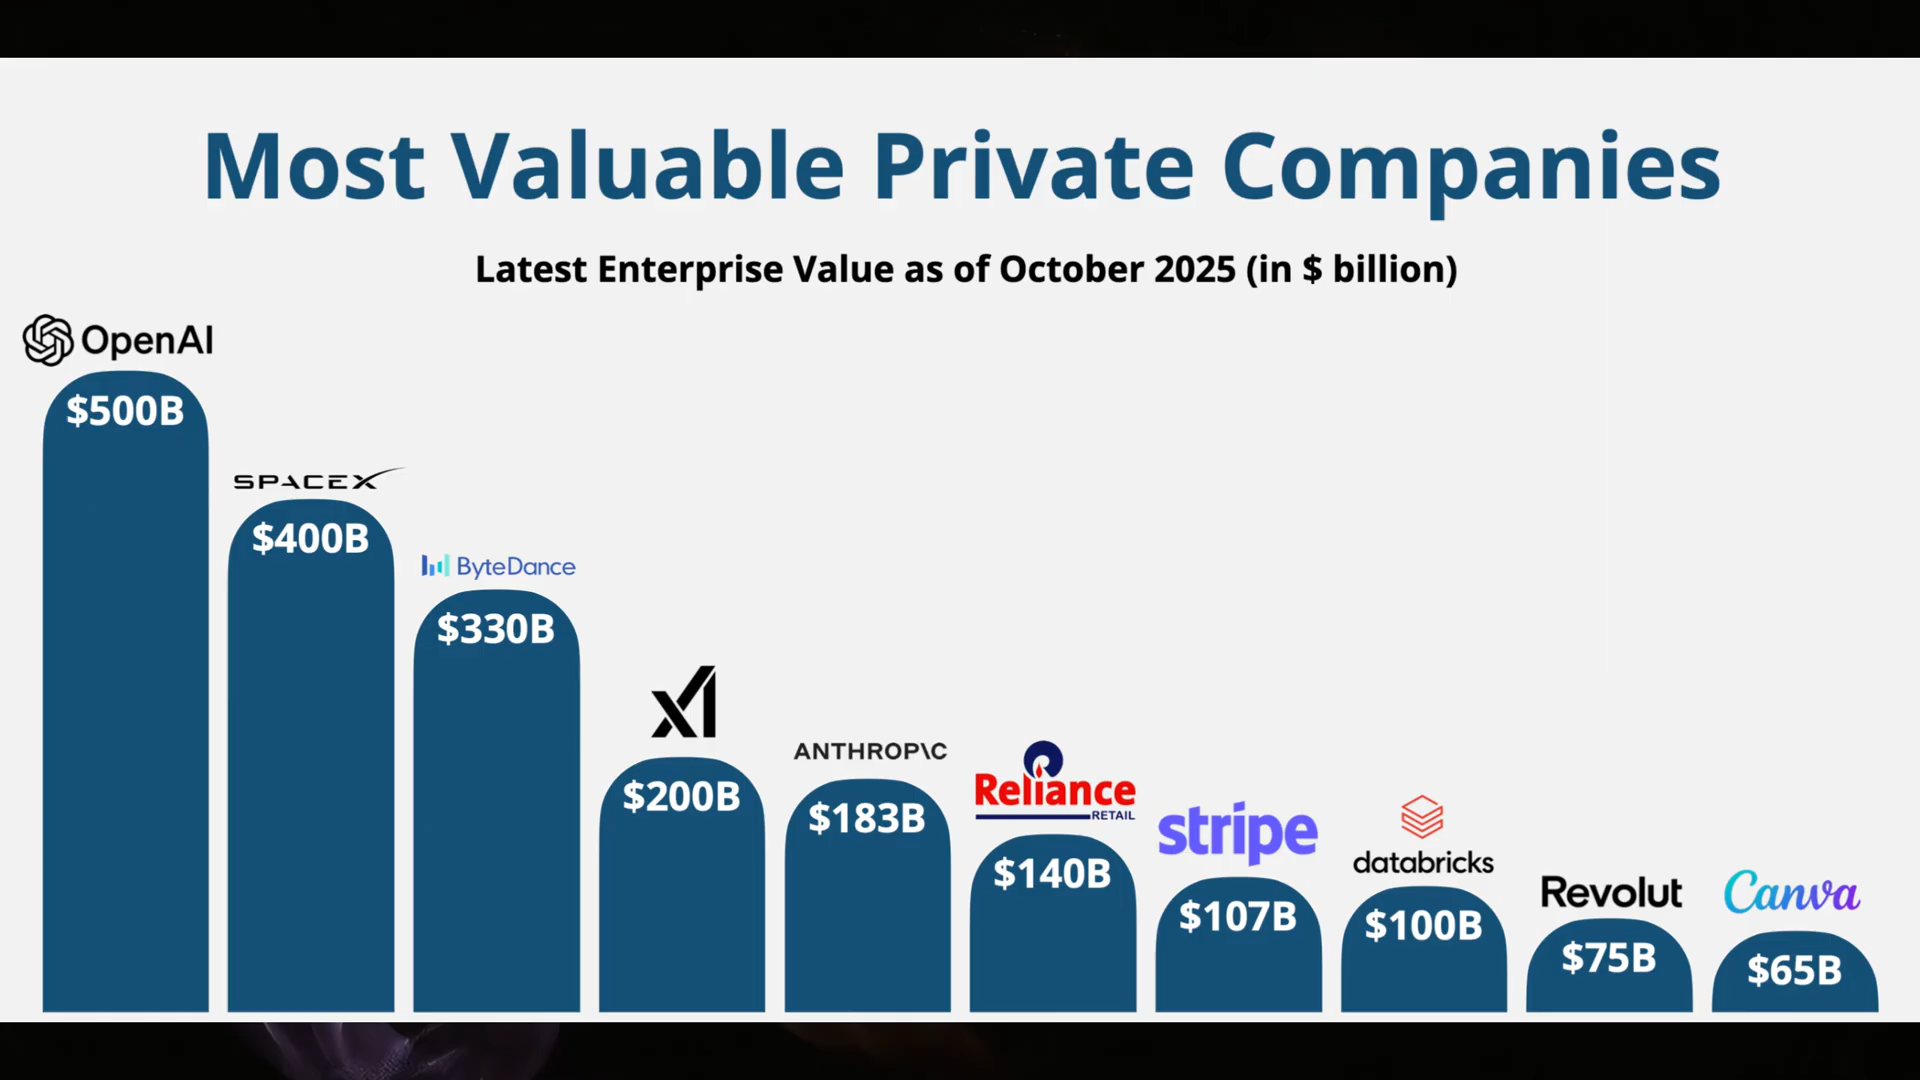 Most Valuable Private Companies
Latest Enterprise Value as of October 2025 (in $ billion)
OpenAI
$500B
SPACEX
$400B
ByteDance
$330B
xAI
$200B
ANTHROP\C
$183B
Reliance
RETAIL
$140B
stripe
$107B
databricks
$100B
Revolut
$75B
Canva
$65B